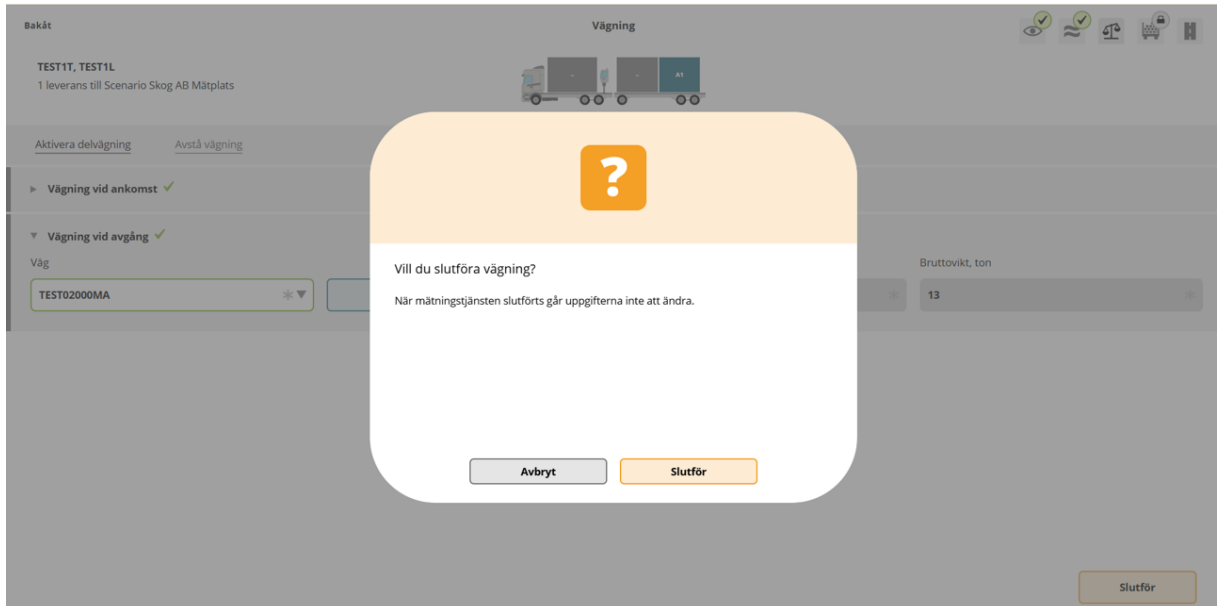 Bakåt
Vägning
TEST1T, TEST1L
1 leverans till Scenario Skog AB Mätplats
- - A1
Aktivera delvägning Avstå vägning
Vägning vid ankomst
Vägning vid avgång
Våg
Bruttovikt, ton
TEST02000MA
13
?
Vill du slutföra vägning?
När mätningstjänsten slutförts går uppgifterna inte att ändra.
Avbryt Slutför
Slutför